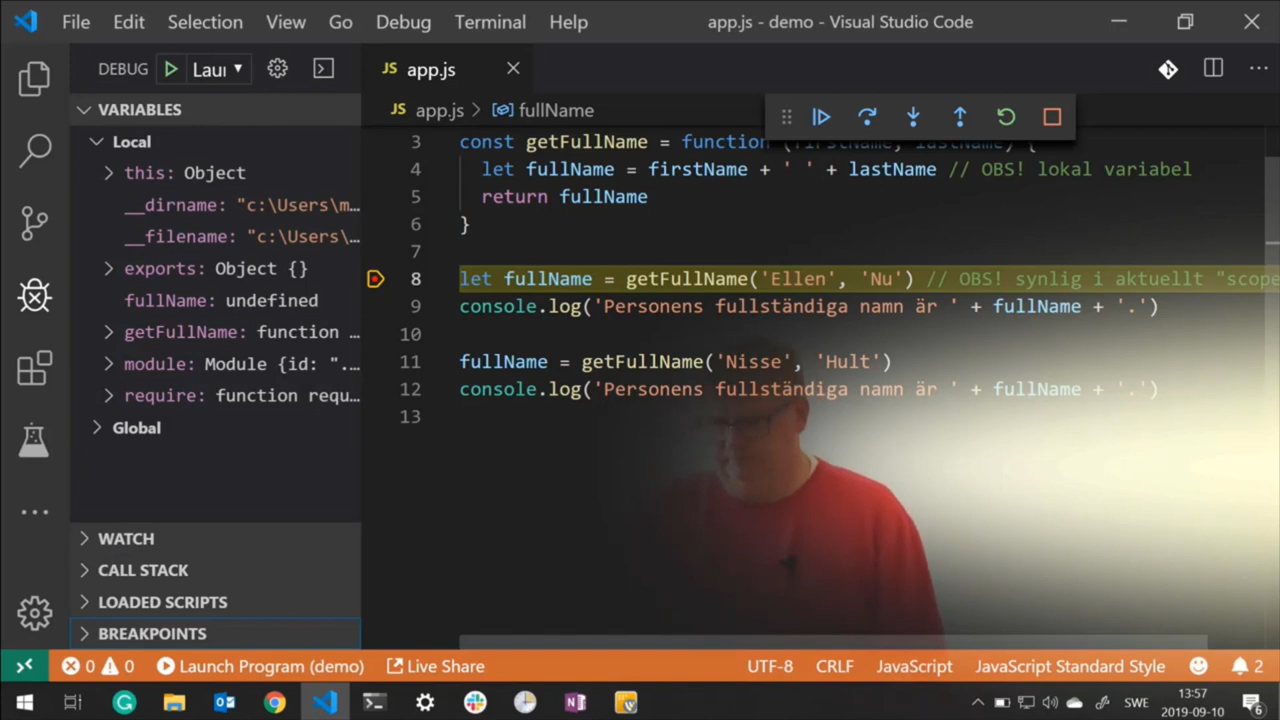 File Edit Selection View Go Debug Terminal Help app.js - demo - Visual Studio Code
DEBUG Laui
JS app.js
VARIABLES
JS app.js > fullName
Local
this: Object
__dirname: "c:\Users\m...
__filename: "c:\Users\...
exports: Object {}
fullName: undefined
getFullName: function ...
module: Module {id: "...
require: function requ...
Global
WATCH
CALL STACK
LOADED SCRIPTS
BREAKPOINTS
3 const getFullName = function (firstName, lastName) {
4 let fullName = firstName + ' ' + lastName // OBS! lokal variabel
5 return fullName
6 }
7
8 let fullName = getFullName('Ellen', 'Nu') // OBS! synlig i aktuellt "scope
9 console.log('Personens fullständiga namn är ' + fullName + '.')
10
11 fullName = getFullName('Nisse', 'Hult')
12 console.log('Personens fullständiga namn är ' + fullName + '.')
13
0 0 Launch Program (demo) Live Share UTF-8 CRLF JavaScript JavaScript Standard Style 2
SWE 13:57
2019-09-10 6